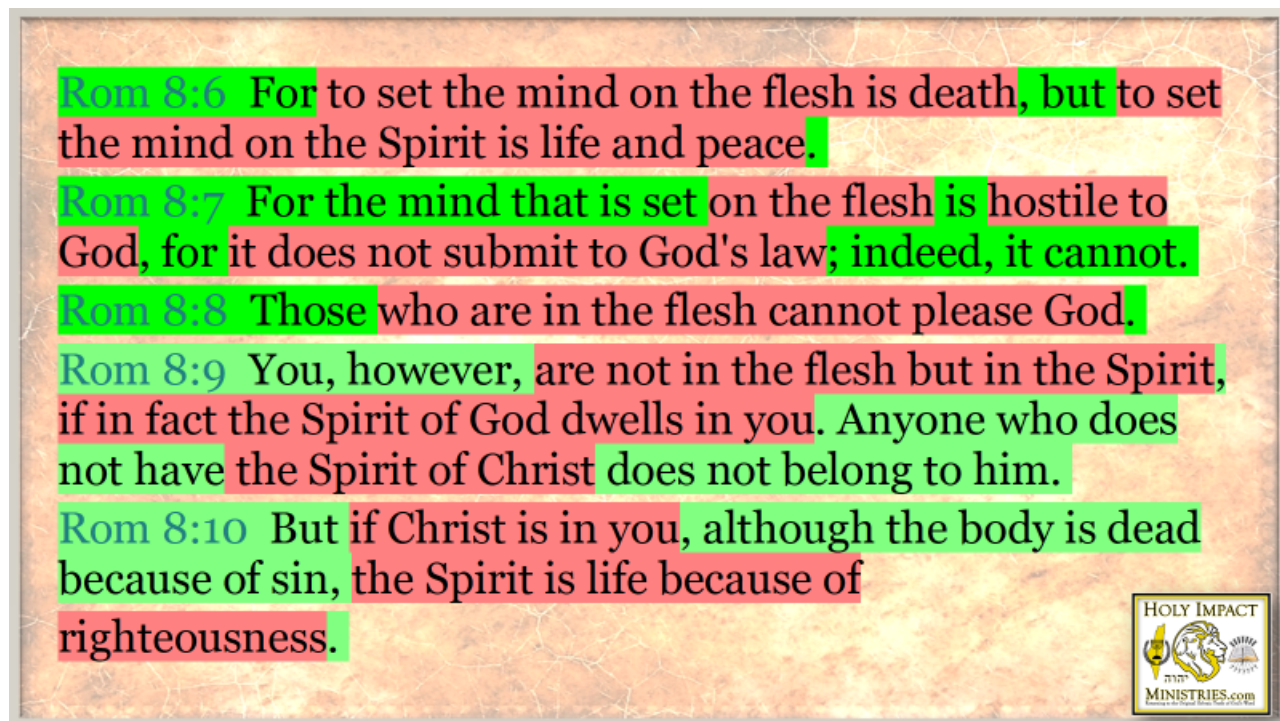 Rom 8:6 For to set the mind on the flesh is death, but to set
the mind on the Spirit is life and peace.
Rom 8:7 For the mind that is set on the flesh is hostile to
God, for it does not submit to God's law; indeed, it cannot.
Rom 8:8 Those who are in the flesh cannot please God.
Rom 8:9 You, however, are not in the flesh but in the Spirit,
if in fact the Spirit of God dwells in you. Anyone who does
not have the Spirit of Christ does not belong to him.
Rom 8:10 But if Christ is in you, although the body is dead
because of sin, the Spirit is life because of
righteousness.
HOLY IMPACT
יהוה
MINISTRIES.com